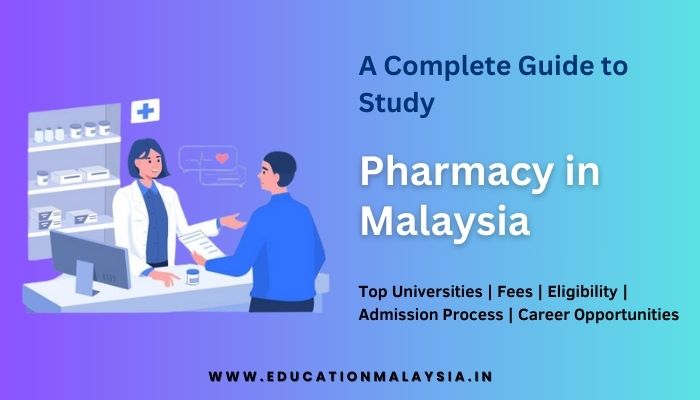 A Complete Guide to
Study
Pharmacy in
Malaysia
Top Universities | Fees | Eligibility |
Admission Process | Career Opportunities
WWW.EDUCATIONMALAYSIA.IN